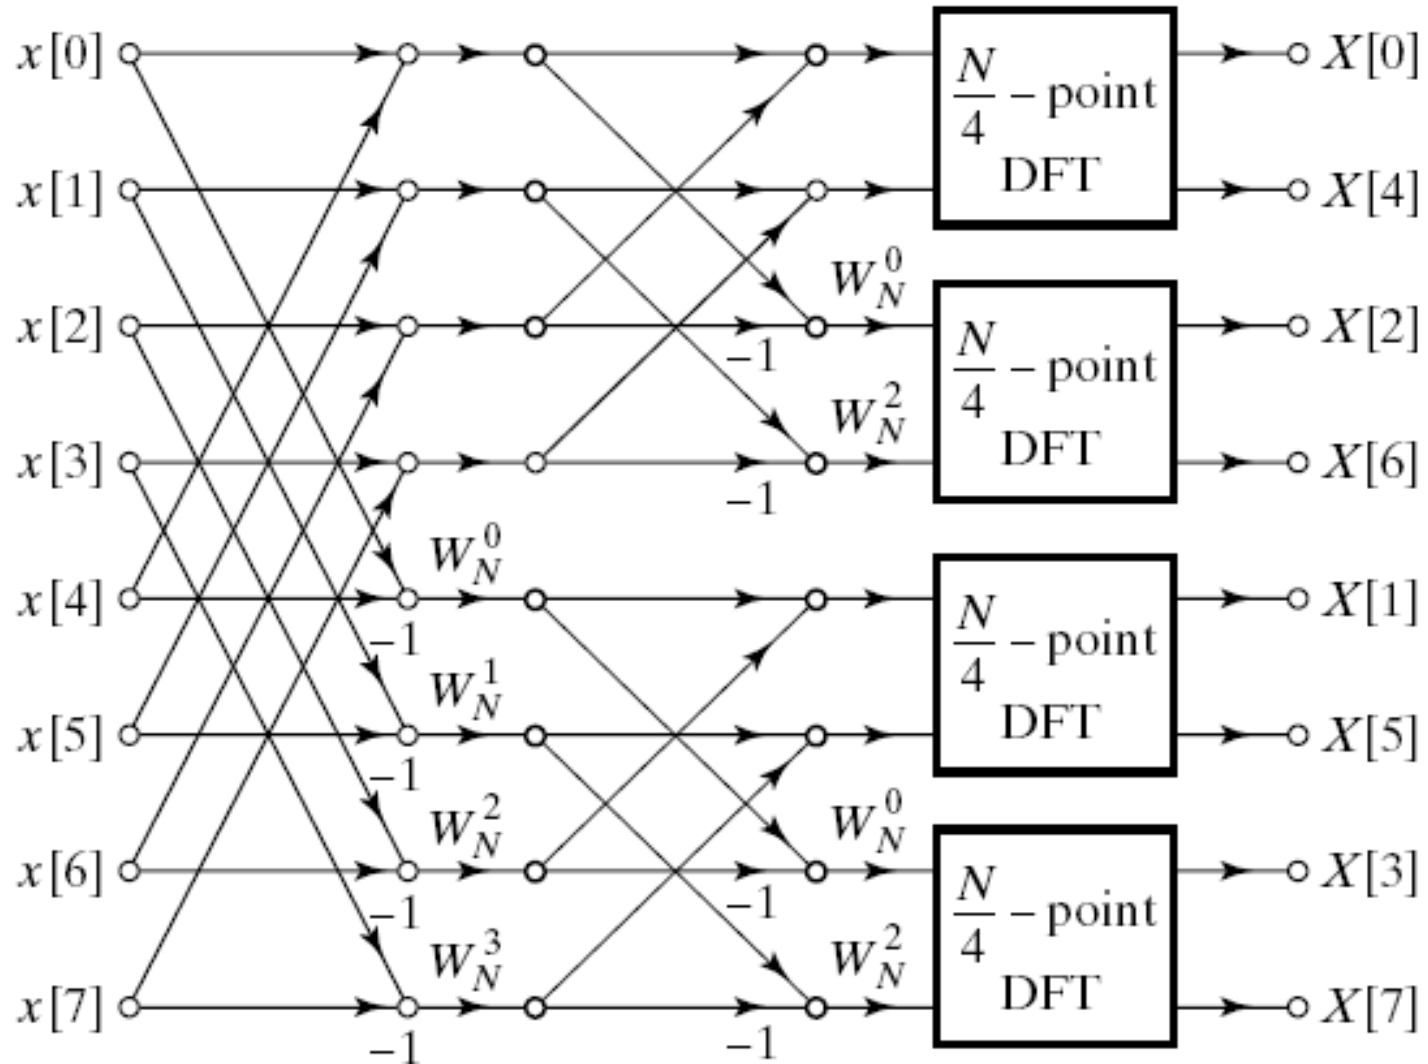 x[0] N/4 – point DFT X[0]
x[1] X[4]
W_N^0
x[2] –1 N/4 – point DFT X[2]
W_N^2
x[3] –1 X[6]
W_N^0
x[4] –1 N/4 – point DFT X[1]
W_N^1
x[5] –1 X[5]
W_N^2 W_N^0
x[6] –1 –1 N/4 – point DFT X[3]
W_N^3 W_N^2
x[7] –1 –1 X[7]